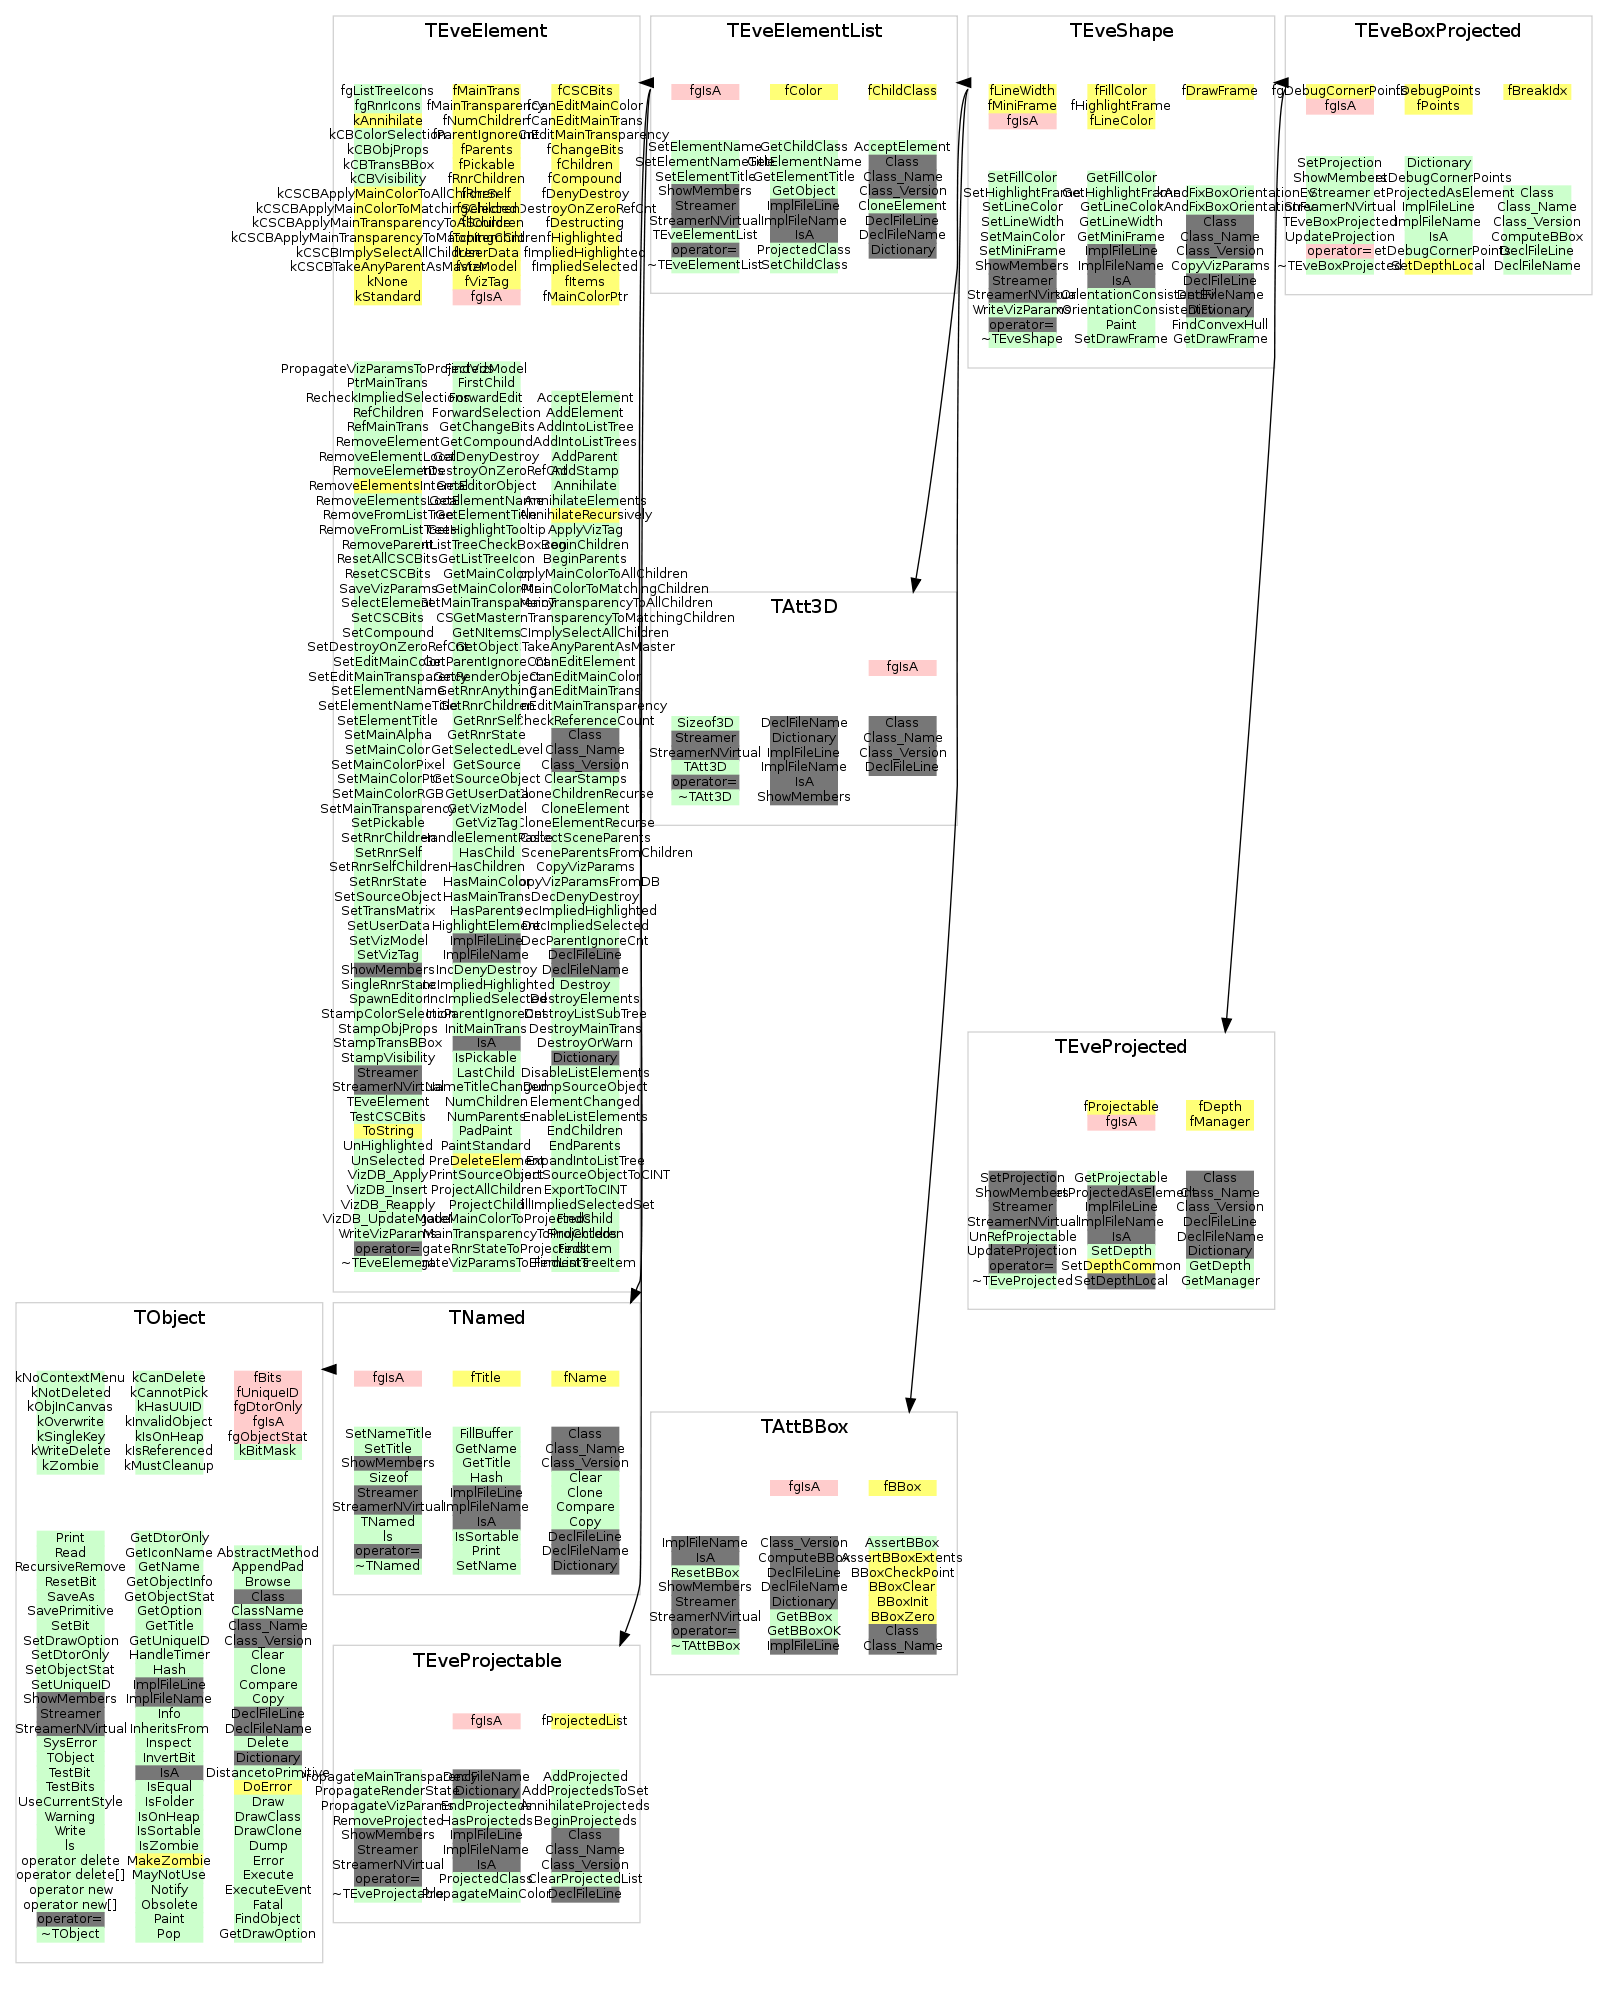 TEveElement
fgListTreeIcons
fgRnrIcons
kAnnihilate
kCBColorSelection
kCBObjProps
kCBTransBBox
kCBVisibility
kCSCBApplyMainColorToAllChildren
kCSCBApplyMainColorToMatchingChildren
kCSCBApplyMainTransparencyToAllChildren
kCSCBApplyMainTransparencyToMatchingChildren
kCSCBImplySelectAllChildren
kCSCBTakeAnyParentAsMaster
kNone
kStandard
fMainTrans
fMainTransparency
fNumChildren
fParentIgnoreCnt
fParents
fPickable
fRnrChildren
fRnrSelf
fSelected
fSource
fTopItem
fUserData
fVizModel
fVizTag
fgIsA
fCSCBits
fCanEditMainColor
fCanEditMainTrans
fChangeBits
fChildren
fCompound
fDenyDestroy
fDestroyOnZeroRefCnt
fDestructing
fHighlighted
fImpliedHighlighted
fImpliedSelected
fItems
fMainColorPtr
PropagateVizParamsToProjecteds
PtrMainTrans
RecheckImpliedSelections
RefChildren
RefMainTrans
RemoveElement
RemoveElementLocal
RemoveElements
RemoveElementsInternal
RemoveElementsLocal
RemoveFromListTree
RemoveFromListTrees
RemoveParent
ResetAllCSCBits
ResetCSCBits
SaveVizParams
SelectElement
SetCSCBits
SetCompound
SetDestroyOnZeroRefCnt
SetEditMainColor
SetEditMainTransparency
SetElementName
SetElementNameTitle
SetElementTitle
SetMainAlpha
SetMainColor
SetMainColorPixel
SetMainColorPtr
SetMainColorRGB
SetMainTransparency
SetPickable
SetRnrChildren
SetRnrSelf
SetRnrSelfChildren
SetRnrState
SetSourceObject
SetTransMatrix
SetUserData
SetVizModel
SetVizTag
ShowMembers
SingleRnrState
SpawnEditor
StampColorSelection
StampObjProps
StampTransBBox
StampVisibility
Streamer
StreamerNVirtual
TEveElement
TestCSCBits
ToString
UnHighlighted
UnSelected
VizDB_Apply
VizDB_Insert
VizDB_Reapply
VizDB_UpdateModel
WriteVizParams
operator=
~TEveElement
FindVizModel
FirstChild
ForwardEdit
ForwardSelection
GetChangeBits
GetCompound
GetDenyDestroy
GetEditorObject
GetElementName
GetElementTitle
GetHighlightTooltip
GetListTreeIcon
GetMainColor
GetMainColorPtr
GetMainTransparency
GetMaster
GetNItems
GetObject
GetParentIgnoreCnt
GetRenderObject
GetRnrAnything
GetRnrChildren
GetRnrSelf
GetRnrState
GetSelectedLevel
GetSource
GetSourceObject
GetUserData
GetVizModel
GetVizTag
HandleElementPaste
HasChild
HasChildren
HasMainColor
HasMainTrans
HasParents
HighlightElement
ImplFileLine
ImplFileName
IncDenyDestroy
IncImpliedHighlighted
IncImpliedSelected
IncParentIgnoreCnt
InitMainTrans
IsA
IsPickable
LastChild
NameTitleChanged
NumChildren
NumParents
PadPaint
PaintStandard
PreDeleteElement
PrintSourceObject
ProjectAllChildren
ProjectChild
AcceptElement
AddElement
AddIntoListTree
AddIntoListTrees
AddParent
AddStamp
Annihilate
AnnihilateElements
AnnihilateRecursively
ApplyVizTag
BeginChildren
BeginParents
CanEditElement
CanEditMainColor
CanEditMainTrans
CheckReferenceCount
Class
Class_Name
Class_Version
ClearStamps
CloneChildrenRecurse
CloneElement
CloneElementRecurse
CollectSceneParents
CopyVizParams
CopyVizParamsFromDB
DecDenyDestroy
DecImpliedHighlighted
DecImpliedSelected
DecParentIgnoreCnt
DeclFileLine
DeclFileName
Destroy
DestroyElements
DestroyListSubTree
DestroyMainTrans
DestroyOrWarn
Dictionary
DisableListElements
DumpSourceObject
ElementChanged
EnableListElements
EndChildren
EndParents
ExpandIntoListTree
ExportToCINT
FindChild
FindChildren
FindItem
FindListTreeItem
TEveElementList
fgIsA
fColor
fChildClass
SetElementName
SetElementNameTitle
SetElementTitle
ShowMembers
Streamer
StreamerNVirtual
TEveElementList
operator=
~TEveElementList
GetChildClass
GetElementName
GetElementTitle
GetObject
ImplFileLine
ImplFileName
IsA
ProjectedClass
SetChildClass
AcceptElement
Class
Class_Name
Class_Version
CloneElement
DeclFileLine
DeclFileName
Dictionary
TEveShape
fLineWidth
fMiniFrame
fgIsA
fFillColor
fHighlightFrame
fLineColor
fDrawFrame
SetFillColor
SetHighlightFrame
SetLineColor
SetLineWidth
SetMainColor
SetMiniFrame
ShowMembers
Streamer
StreamerNVirtual
WriteVizParams
operator=
~TEveShape
GetFillColor
GetHighlightFrame
GetLineColor
GetLineWidth
GetMiniFrame
ImplFileLine
ImplFileName
IsA
Paint
SetDrawFrame
Class
Class_Name
Class_Version
CopyVizParams
DeclFileLine
DeclFileName
Dictionary
FindConvexHull
GetDrawFrame
TEveBoxProjected
fgDebugCornerPoints
fgIsA
fDebugPoints
fPoints
fBreakIdx
SetProjection
ShowMembers
Streamer
StreamerNVirtual
TEveBoxProjected
UpdateProjection
operator=
~TEveBoxProjected
Dictionary
etDebugCornerPoints
etProjectedAsElement
ImplFileLine
ImplFileName
IsA
etDebugCornerPoints
SetDepthLocal
Class
Class_Name
Class_Version
ComputeBBox
DeclFileLine
DeclFileName
TAtt3D
fgIsA
Sizeof3D
Streamer
StreamerNVirtual
TAtt3D
operator=
~TAtt3D
DeclFileName
Dictionary
ImplFileLine
ImplFileName
IsA
ShowMembers
Class
Class_Name
Class_Version
DeclFileLine
TEveProjected
fProjectable
fgIsA
fDepth
fManager
SetProjection
ShowMembers
Streamer
StreamerNVirtual
UnRefProjectable
UpdateProjection
operator=
~TEveProjected
GetProjectable
etProjectedAsElement
ImplFileLine
ImplFileName
IsA
SetDepth
SetDepthCommon
SetDepthLocal
Class
Class_Name
Class_Version
DeclFileLine
DeclFileName
Dictionary
GetDepth
GetManager
TObject
kNoContextMenu
kNotDeleted
kObjInCanvas
kOverwrite
kSingleKey
kWriteDelete
kZombie
kCanDelete
kCannotPick
kHasUUID
kInvalidObject
kIsOnHeap
kIsReferenced
kMustCleanup
fBits
fUniqueID
fgDtorOnly
fgIsA
fgObjectStat
kBitMask
Print
Read
RecursiveRemove
ResetBit
SaveAs
SavePrimitive
SetBit
SetDrawOption
SetDtorOnly
SetObjectStat
SetUniqueID
ShowMembers
Streamer
StreamerNVirtual
SysError
TObject
TestBit
TestBits
UseCurrentStyle
Warning
Write
ls
operator delete
operator delete[]
operator new
operator new[]
operator=
~TObject
GetDtorOnly
GetIconName
GetName
GetObjectInfo
GetObjectStat
GetOption
GetTitle
GetUniqueID
HandleTimer
Hash
ImplFileLine
ImplFileName
Info
InheritsFrom
Inspect
InvertBit
IsA
IsEqual
IsFolder
IsOnHeap
IsSortable
IsZombie
MakeZombie
MayNotUse
Notify
Obsolete
Paint
Pop
AbstractMethod
AppendPad
Browse
Class
ClassName
Class_Name
Class_Version
Clear
Clone
Compare
Copy
DeclFileLine
DeclFileName
Delete
Dictionary
DistancetoPrimitive
DoError
Draw
DrawClass
DrawClone
Dump
Error
Execute
ExecuteEvent
Fatal
FindObject
GetDrawOption
TNamed
fgIsA
fTitle
fName
SetNameTitle
SetTitle
ShowMembers
Sizeof
Streamer
StreamerNVirtual
TNamed
ls
operator=
~TNamed
FillBuffer
GetName
GetTitle
Hash
ImplFileLine
ImplFileName
IsA
IsSortable
Print
SetName
Class
Class_Name
Class_Version
Clear
Clone
Compare
Copy
DeclFileLine
DeclFileName
Dictionary
TAttBBox
fgIsA
fBBox
ImplFileName
IsA
ResetBBox
ShowMembers
Streamer
StreamerNVirtual
operator=
~TAttBBox
Class_Version
ComputeBBox
DeclFileLine
DeclFileName
Dictionary
GetBBox
GetBBoxOK
ImplFileLine
AssertBBox
AssertBBoxExtents
BBoxCheckPoint
BBoxClear
BBoxInit
BBoxZero
Class
Class_Name
TEveProjectable
fgIsA
fProjectedList
PropagateMainTransparency
PropagateRenderState
PropagateVizParams
RemoveProjected
ShowMembers
Streamer
StreamerNVirtual
operator=
~TEveProjectable
DeclFileName
Dictionary
EndProjecteds
HasProjecteds
ImplFileLine
ImplFileName
IsA
ProjectedClass
PropagateMainColor
AddProjected
AddProjectedsToSet
AnnihilateProjecteds
BeginProjecteds
Class
Class_Name
Class_Version
ClearProjectedList
DeclFileLine